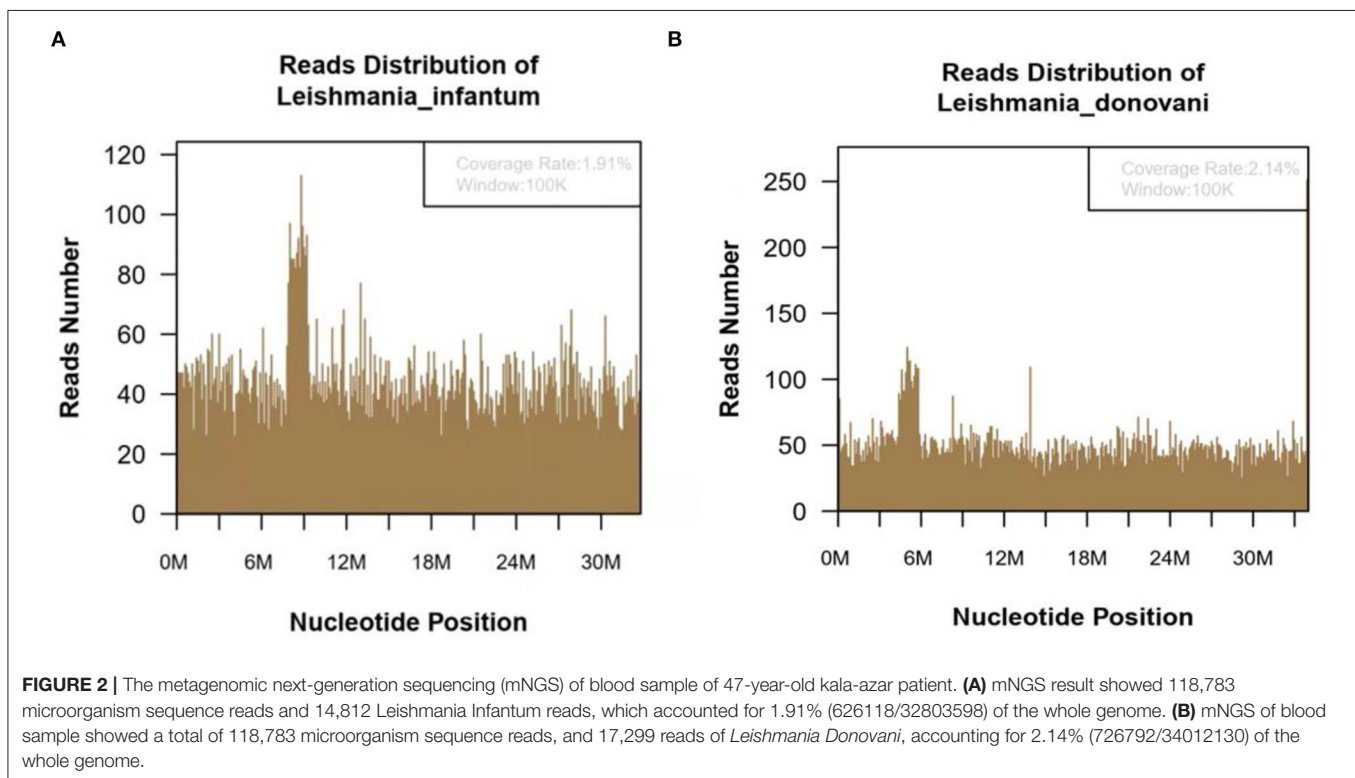 A
Reads Distribution of
Leishmania_infantum
Coverage Rate:1.91%
Window:100K
120
100
80
60
40
20
0
Reads Number
0M 6M 12M 18M 24M 30M
Nucleotide Position
B
Reads Distribution of
Leishmania_donovani
Coverage Rate:2.14%
Window:100K
250
200
150
100
50
0
Reads Number
0M 6M 12M 18M 24M 30M
Nucleotide Position
FIGURE 2 | The metagenomic next-generation sequencing (mNGS) of blood sample of 47-year-old kala-azar patient. (A) mNGS result showed 118,783
microorganism sequence reads and 14,812 Leishmania Infantum reads, which accounted for 1.91% (626118/32803598) of the whole genome. (B) mNGS of blood
sample showed a total of 118,783 microorganism sequence reads, and 17,299 reads of Leishmania Donovani, accounting for 2.14% (726792/34012130) of the
whole genome.